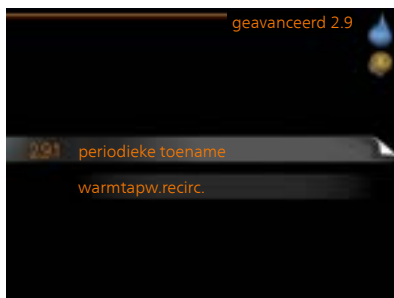 geavanceerd 2.9
2.9.1 periodieke toename
warmtapw.recirc.